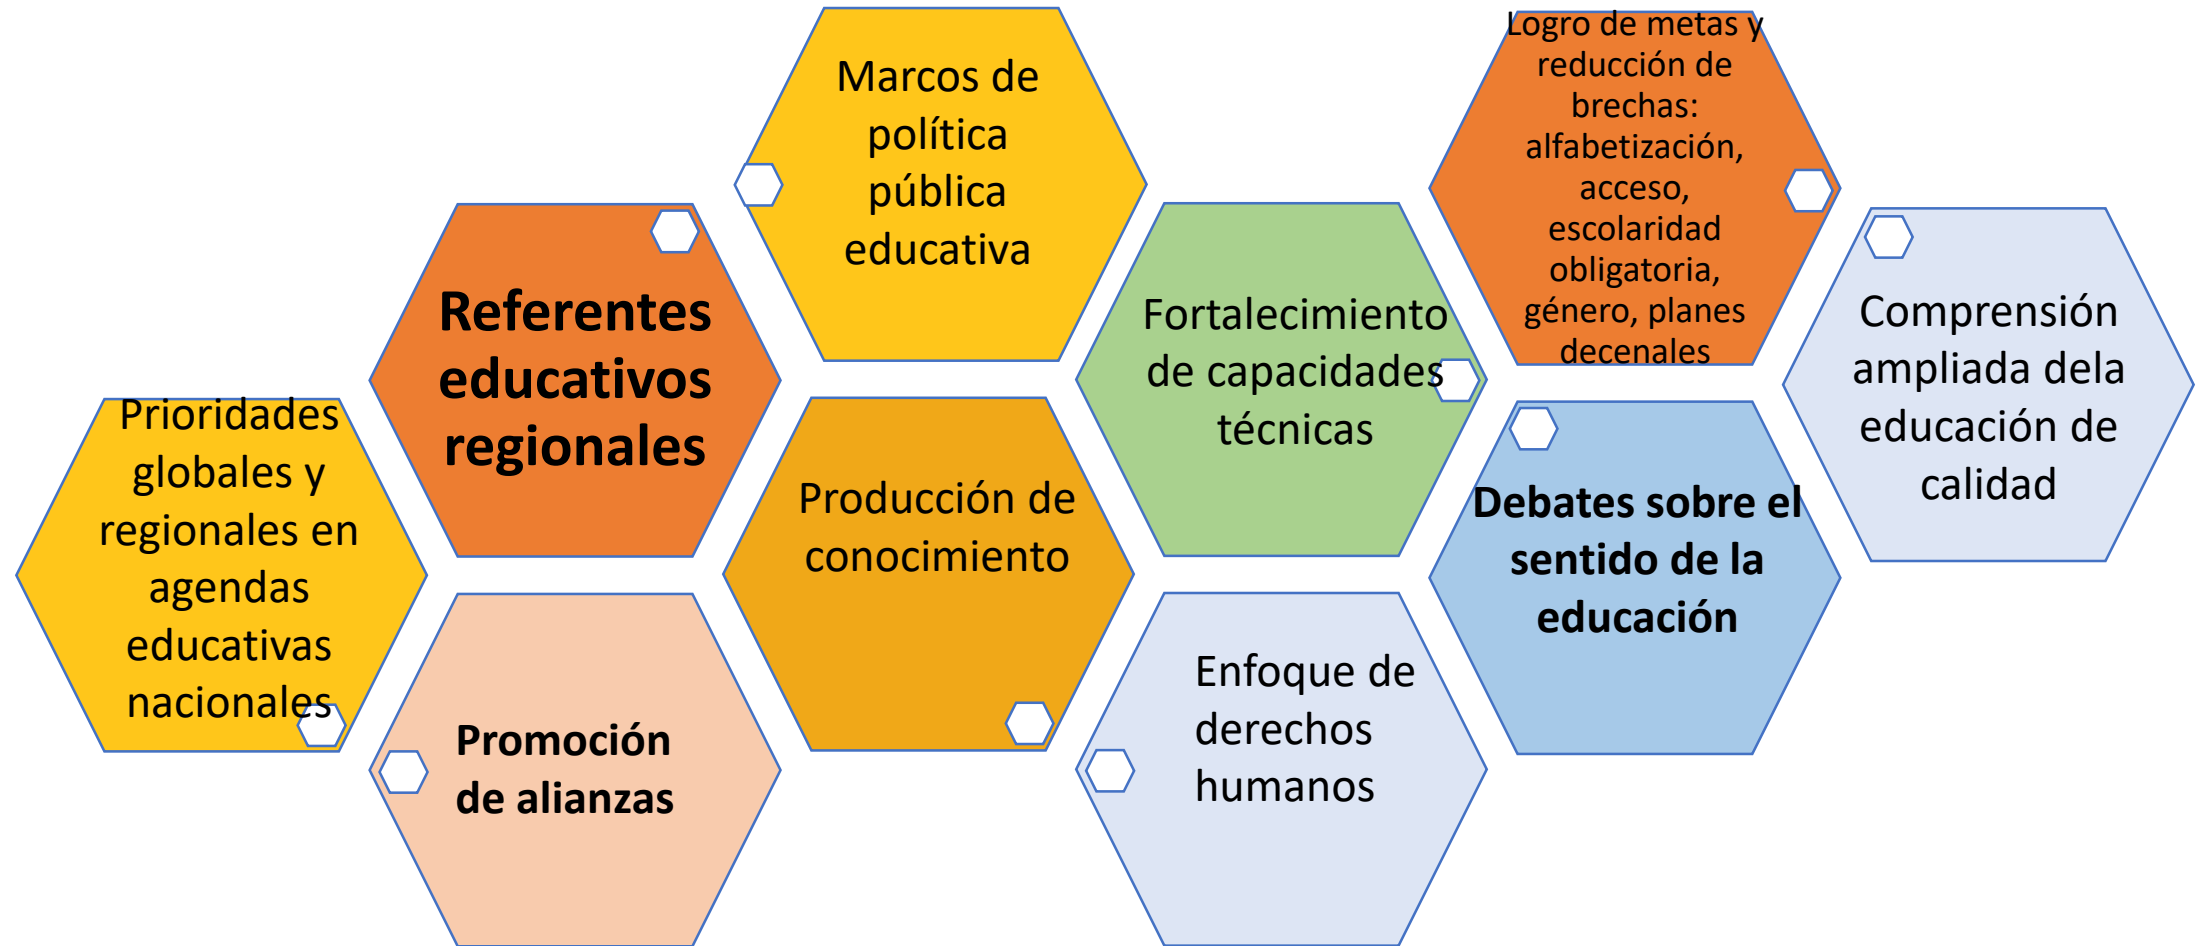 Prioridades
globales y
regionales en
agendas
educativas
nacionales
Referentes
educativos
regionales
Promoción
de alianzas
Marcos de
política
pública
educativa
Producción de
conocimiento
Fortalecimiento
de capacidades
técnicas
Enfoque de
derechos
humanos
Logro de metas y
reducción de
brechas:
alfabetización,
acceso,
escolaridad
obligatoria,
género, planes
decenales
Debates sobre el
sentido de la
educación
Comprensión
ampliada dela
educación de
calidad